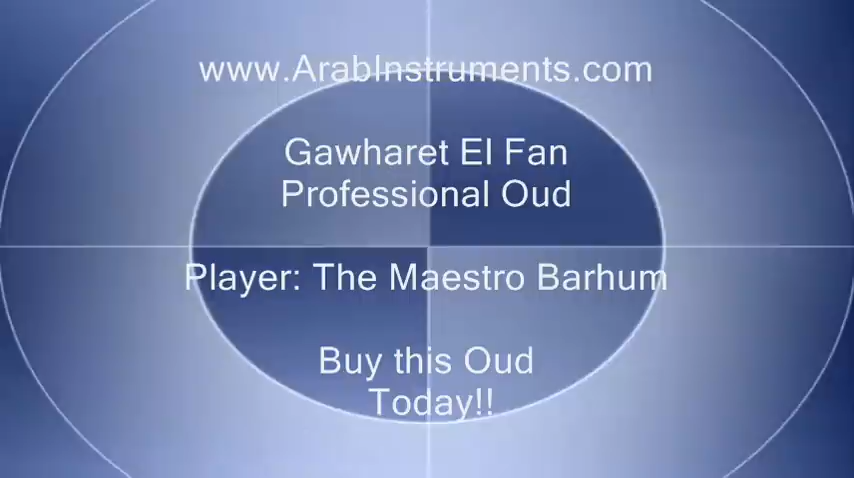 www.ArabInstruments.com
Gawharet El Fan
Professional Oud
Player: The Maestro Barhum
Buy this Oud
Today!!